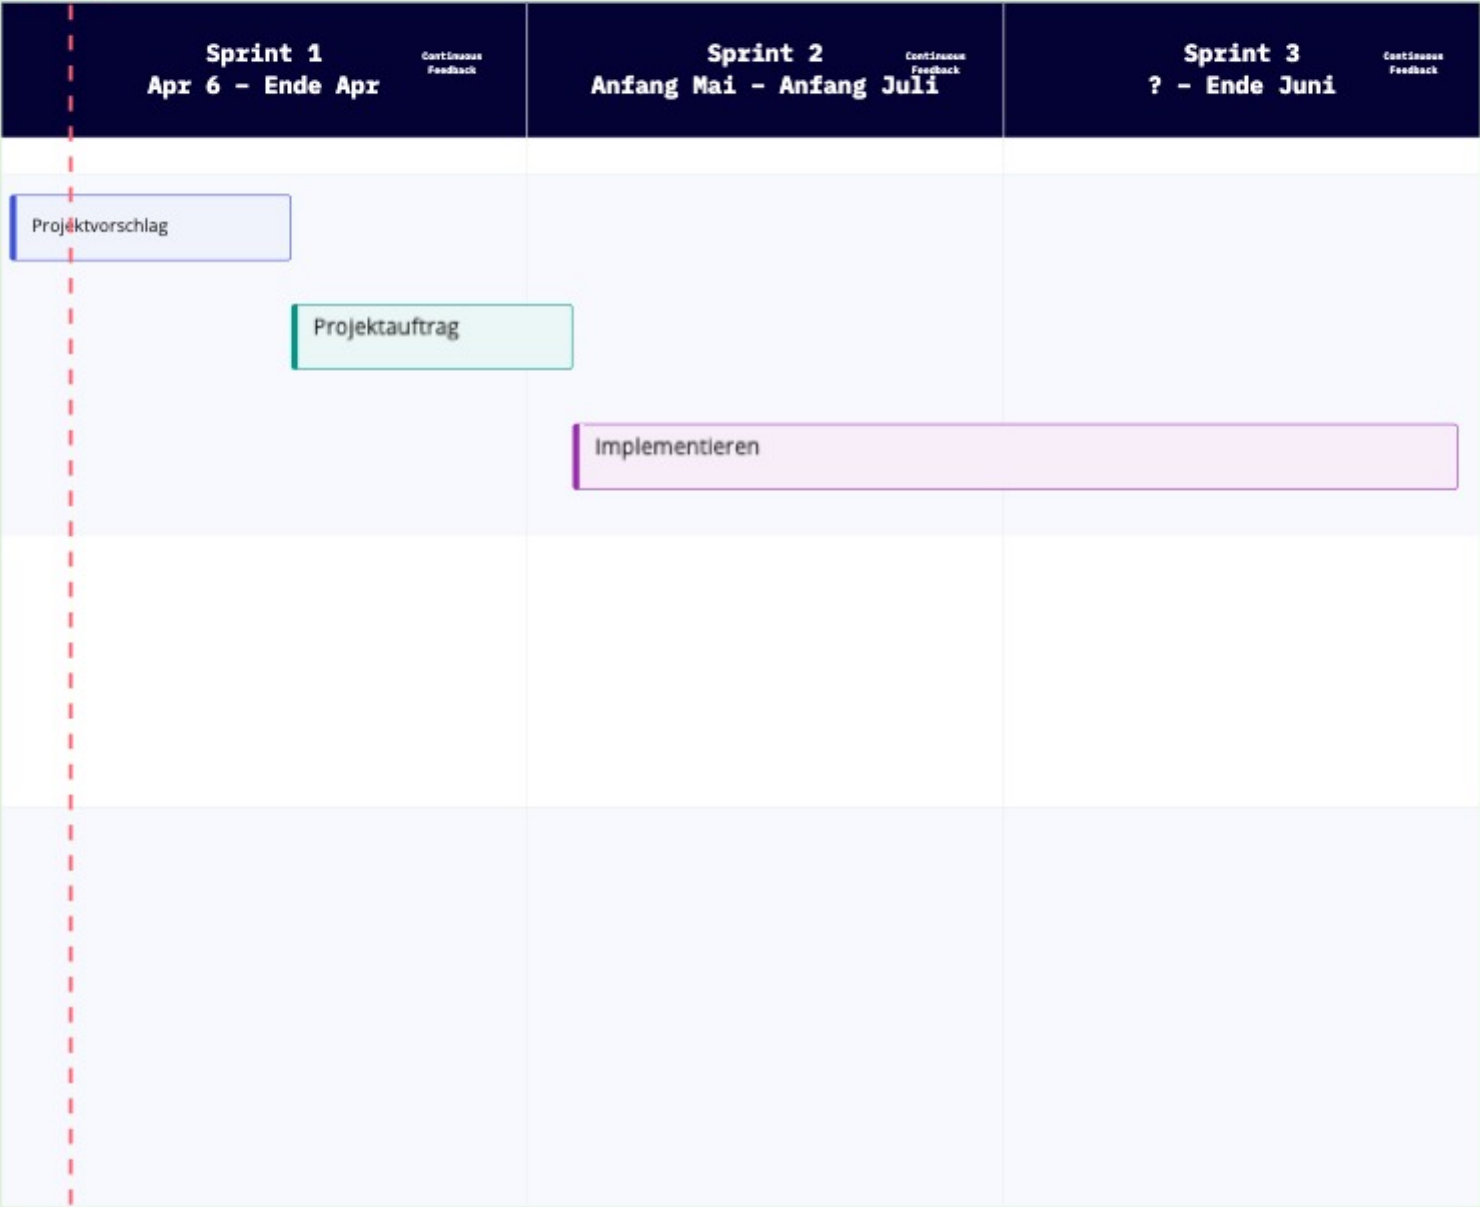 Sprint 1
Apr 6 – Ende Apr
Continuous
Feedback
Sprint 2
Anfang Mai – Anfang Juli
Continuous
Feedback
Sprint 3
? – Ende Juni
Continuous
Feedback
Projektvorschlag
Projektauftrag
Implementieren